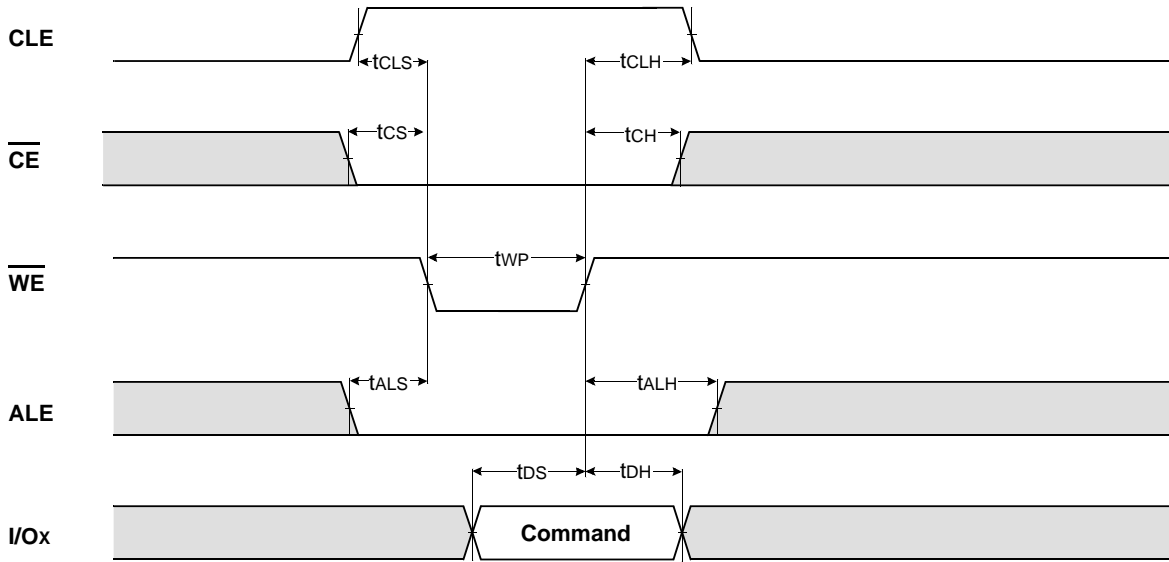 CLE
tCLS
tCLH
CE
tCS
tCH
WE
tWP
ALE
tALS
tALH
I/Ox
tDS
tDH
Command